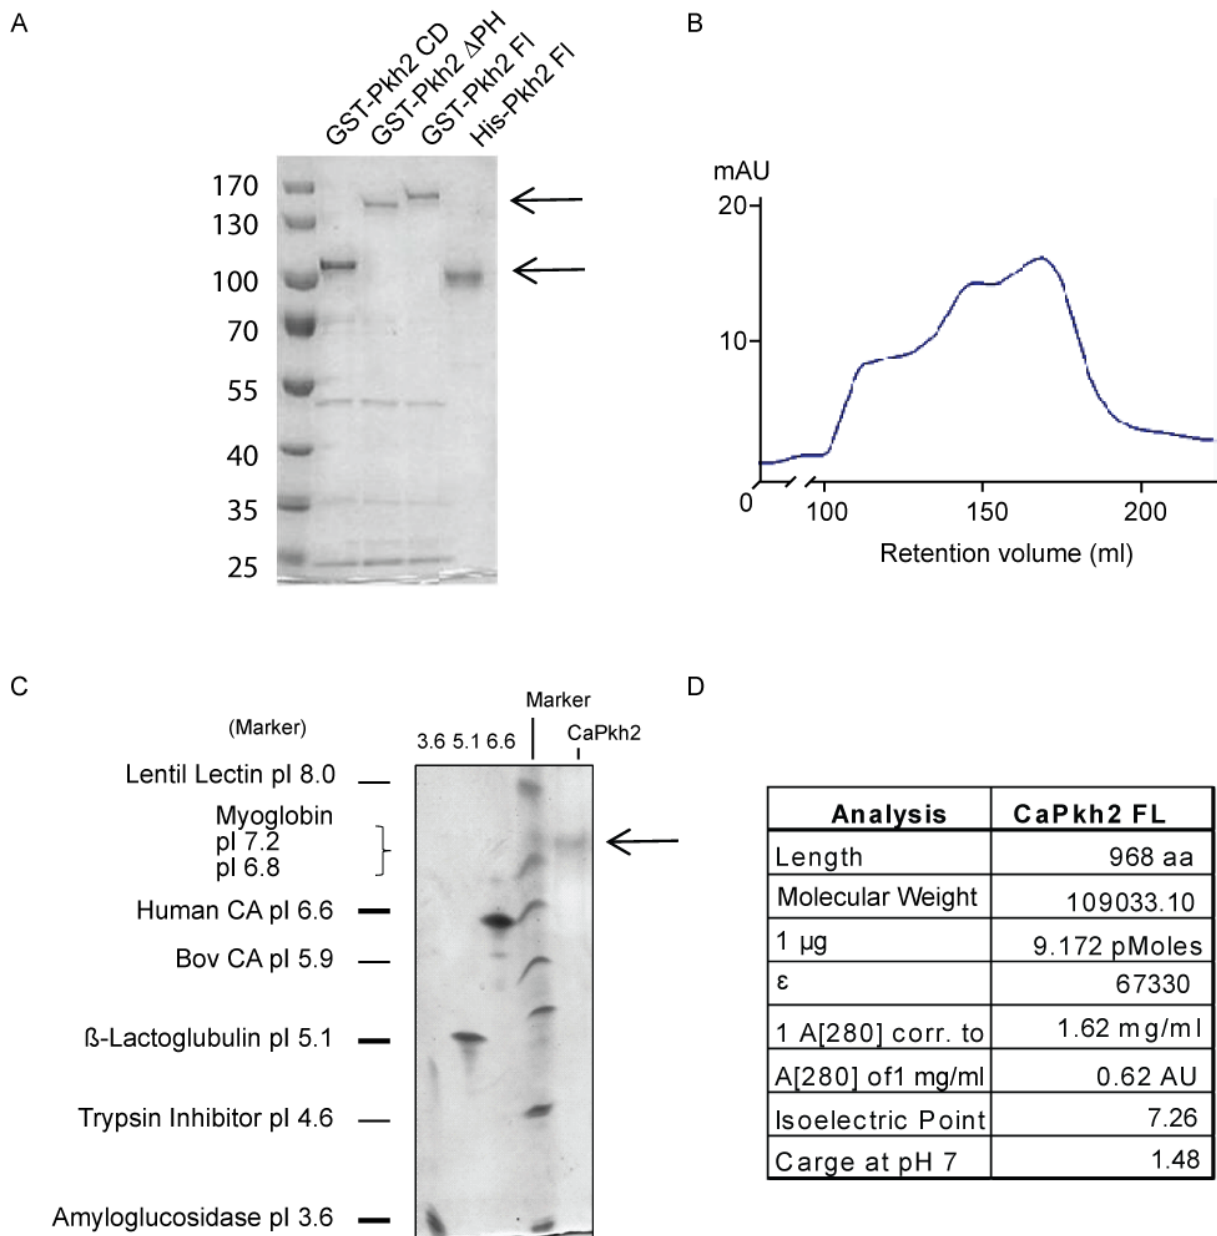 A
GST-Pkh2 CD
GST-Pkh2 ΔPH
GST-Pkh2 Fl
His-Pkh2 Fl
170
130
100
70
55
40
35
25
B
mAU
20
10
0
100 150 200
Retention volume (ml)
C
(Marker)
Marker
3.6 5.1 6.6
CaPkh2
Lentil Lectin pI 8.0
Myoglobin
pI 7.2
pI 6.8
Human CA pI 6.6
Bov CA pI 5.9
ß-Lactoglubulin pI 5.1
Trypsin Inhibitor pI 4.6
Amyloglucosidase pI 3.6
D
Analysis CaPkh2 FL
Length 968 aa
Molecular Weight 109033.10
1 µg 9.172 pMoles
ε 67330
1 A[280] corr. to 1.62 mg/ml
A[280] of1 mg/ml 0.62 AU
Isoelectric Point 7.26
Carge at pH 7 1.48